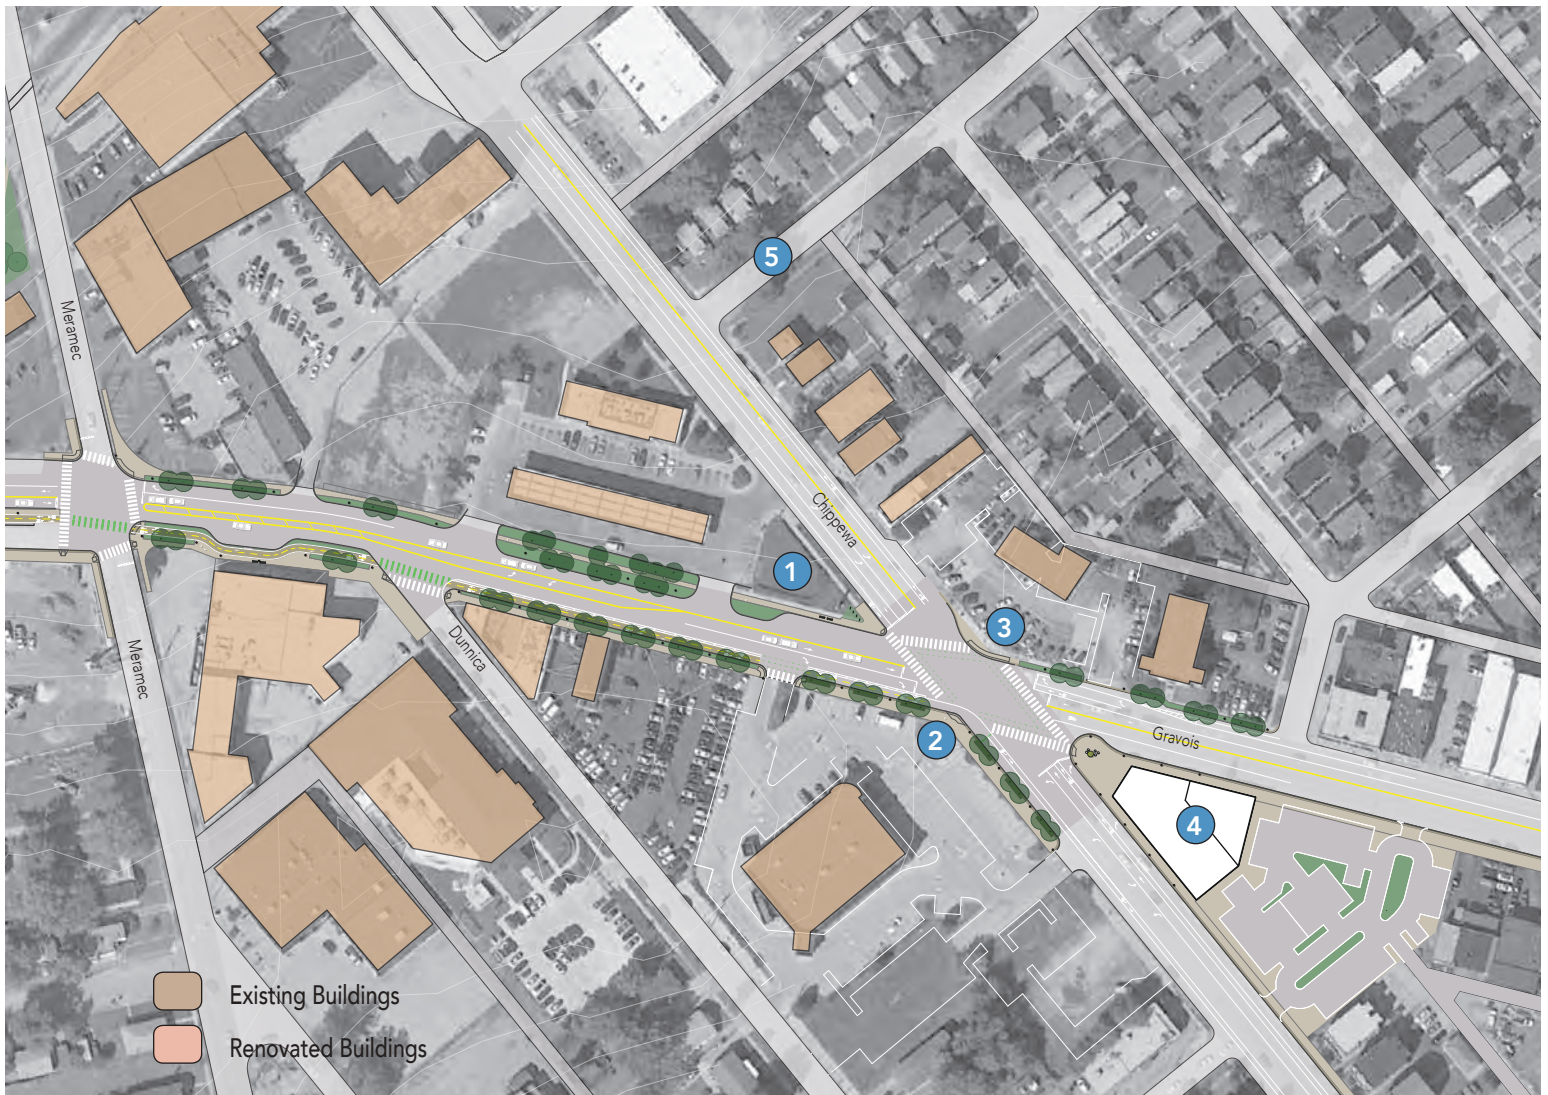 5
Meramec
Chippewa
1
3
Meramec
Dunnica
2
Gravois
4
Existing Buildings
Renovated Buildings